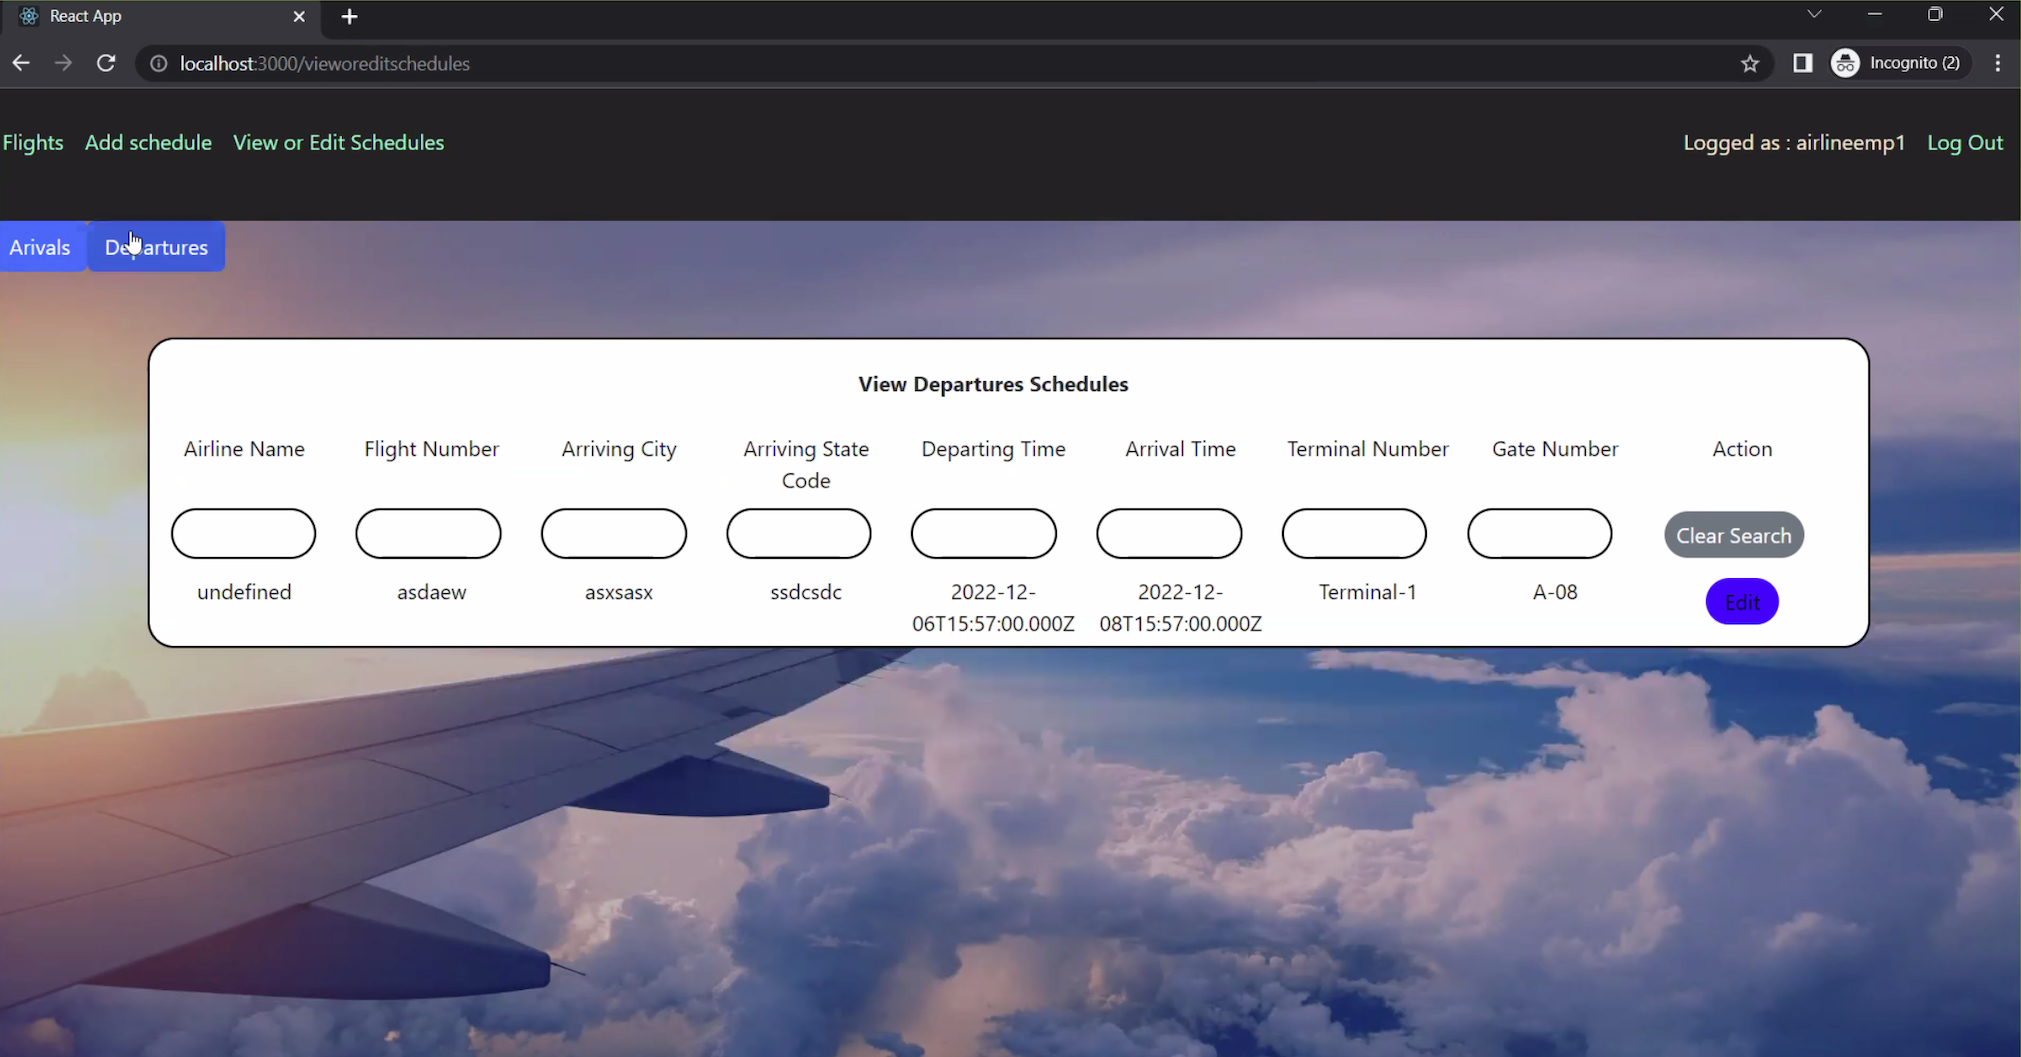 React App
localhost:3000/vieworeditschedules
Incognito (2)
Flights Add schedule View or Edit Schedules Logged as : airlineemp1 Log Out
Arivals Departures
View Departures Schedules
Airline Name Flight Number Arriving City Arriving State Departing Time Arrival Time Terminal Number Gate Number Action
Code
Clear Search
undefined asdaew asxsasx ssdcsdc 2022-12- 2022-12- Terminal-1 A-08 Edit
06T15:57:00.000Z 08T15:57:00.000Z